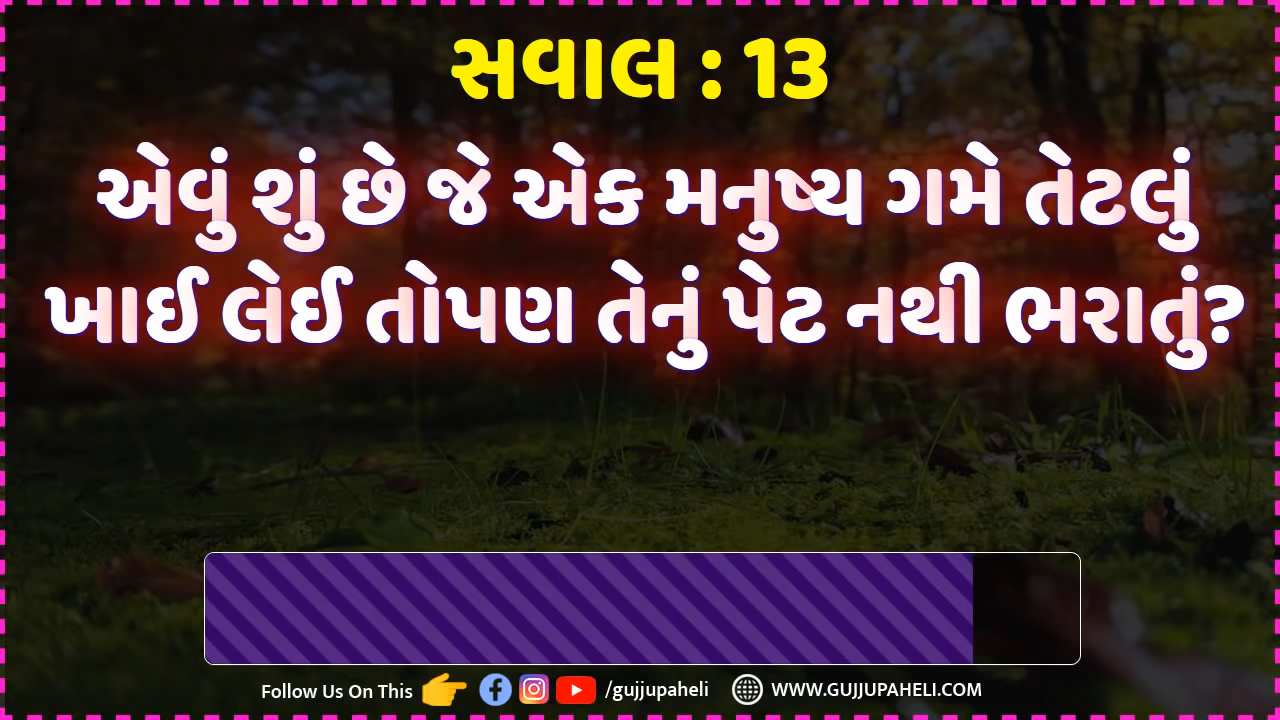 સવાલ : 13
એવું શું છે જે એક મનુષ્ય ગમે તેટલું
ખાઈ લેઈ તોપણ તેનું પેટ નથી ભરાતું?
Follow Us On This /gujjupaheli WWW.GUJJUPAHELI.COM